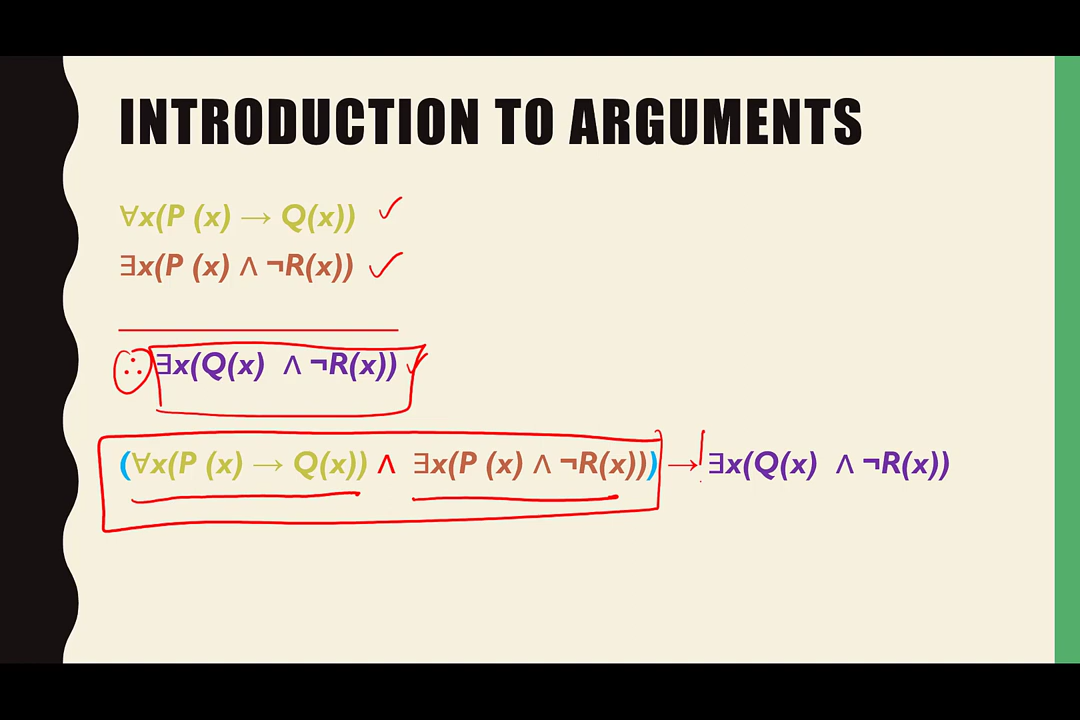 INTRODUCTION TO ARGUMENTS
∀x(P (x) → Q(x))
∃x(P (x) ∧ ¬R(x))
∴ ∃x(Q(x) ∧ ¬R(x))
(∀x(P (x) → Q(x)) ∧ ∃x(P (x) ∧ ¬R(x))) → ∃x(Q(x) ∧ ¬R(x))